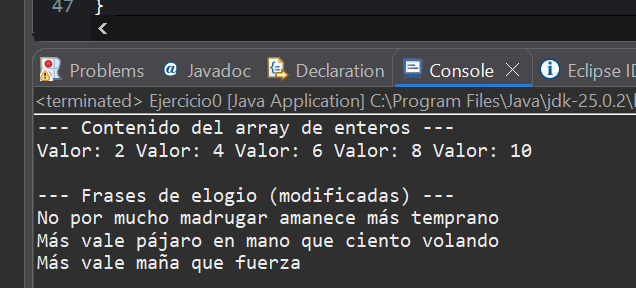 47 }
<
Problems @ Javadoc Declaration Console Eclipse ID
<terminated> Ejercicio0 [Java Application] C:\Program Files\Java\jdk-25.0.2\
--- Contenido del array de enteros ---
Valor: 2 Valor: 4 Valor: 6 Valor: 8 Valor: 10
--- Frases de elogio (modificadas) ---
No por mucho madrugar amanece más temprano
Más vale pájaro en mano que ciento volando
Más vale maña que fuerza